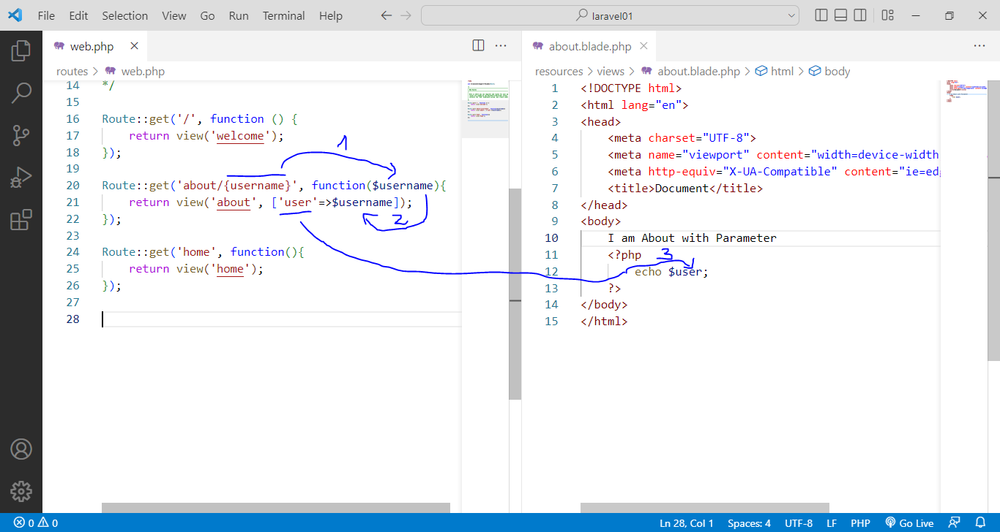 File Edit Selection View Go Run Terminal Help laravel01
web.php
routes > web.php
14 */
15
16 Route::get('/', function () {
17     return view('welcome');
18 });
19
20 Route::get('about/{username}', function($username){
21     return view('about', ['user'=>$username]);
22 });
23
24 Route::get('home', function(){
25     return view('home');
26 });
27
28
1
2
about.blade.php
resources > views > about.blade.php > html > body
1 <!DOCTYPE html>
2 <html lang="en">
3 <head>
4     <meta charset="UTF-8">
5     <meta name="viewport" content="width=device-width
6     <meta http-equiv="X-UA-Compatible" content="ie=ed
7     <title>Document</title>
8 </head>
9 <body>
10     I am About with Parameter
11     <?php
3
12         echo $user;
13     ?>
14 </body>
15 </html>
0 0 Ln 28, Col 1 Spaces: 4 UTF-8 LF PHP Go Live